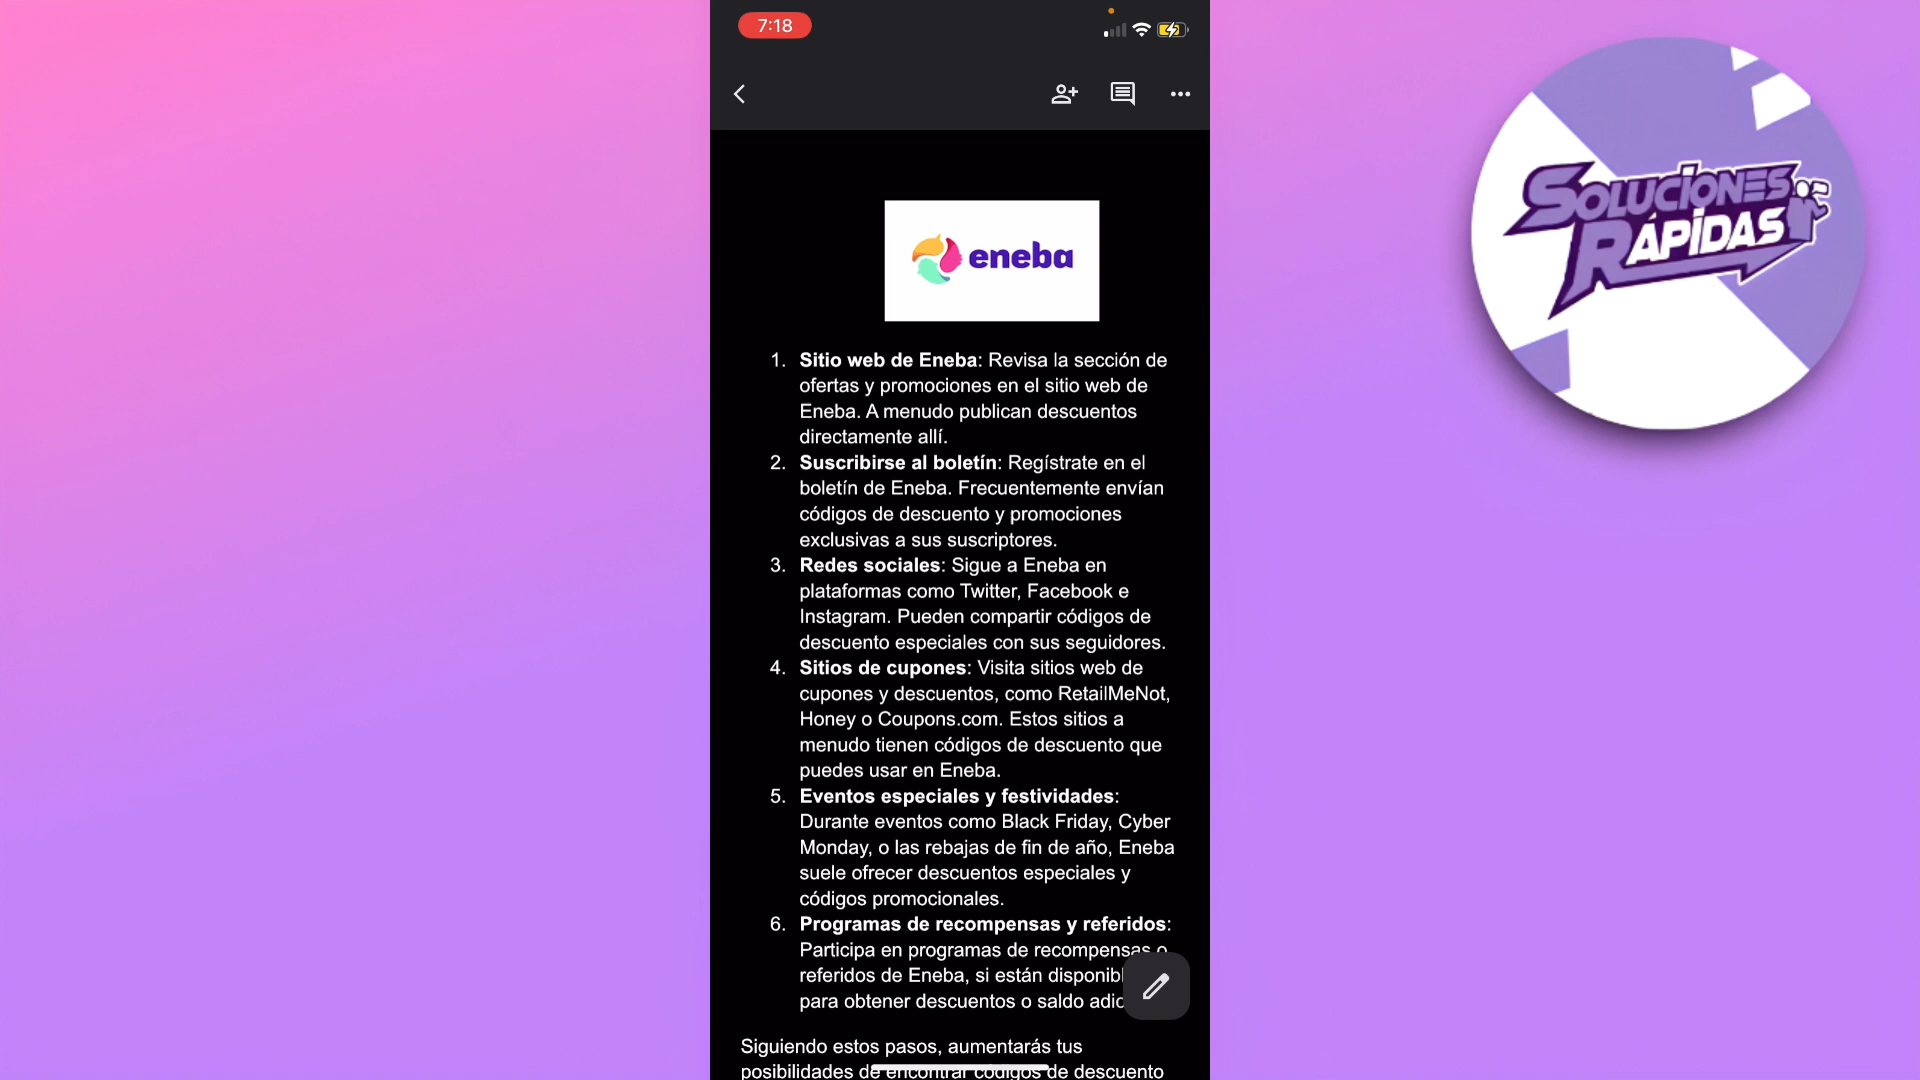 7:18
SOLUCIONES
RÁPIDAS
eneba
1. Sitio web de Eneba: Revisa la sección de
ofertas y promociones en el sitio web de
Eneba. A menudo publican descuentos
directamente allí.
2. Suscribirse al boletín: Regístrate en el
boletín de Eneba. Frecuentemente envían
códigos de descuento y promociones
exclusivas a sus suscriptores.
3. Redes sociales: Sigue a Eneba en
plataformas como Twitter, Facebook e
Instagram. Pueden compartir códigos de
descuento especiales con sus seguidores.
4. Sitios de cupones: Visita sitios web de
cupones y descuentos, como RetailMeNot,
Honey o Coupons.com. Estos sitios a
menudo tienen códigos de descuento que
puedes usar en Eneba.
5. Eventos especiales y festividades:
Durante eventos como Black Friday, Cyber
Monday, o las rebajas de fin de año, Eneba
suele ofrecer descuentos especiales y
códigos promocionales.
6. Programas de recompensas y referidos:
Participa en programas de recompensas o
referidos de Eneba, si están
para obtener descuentos o saldo
Siguiendo estos pasos, aumentarás tus
posibilidades de encontrar códigos de descuento